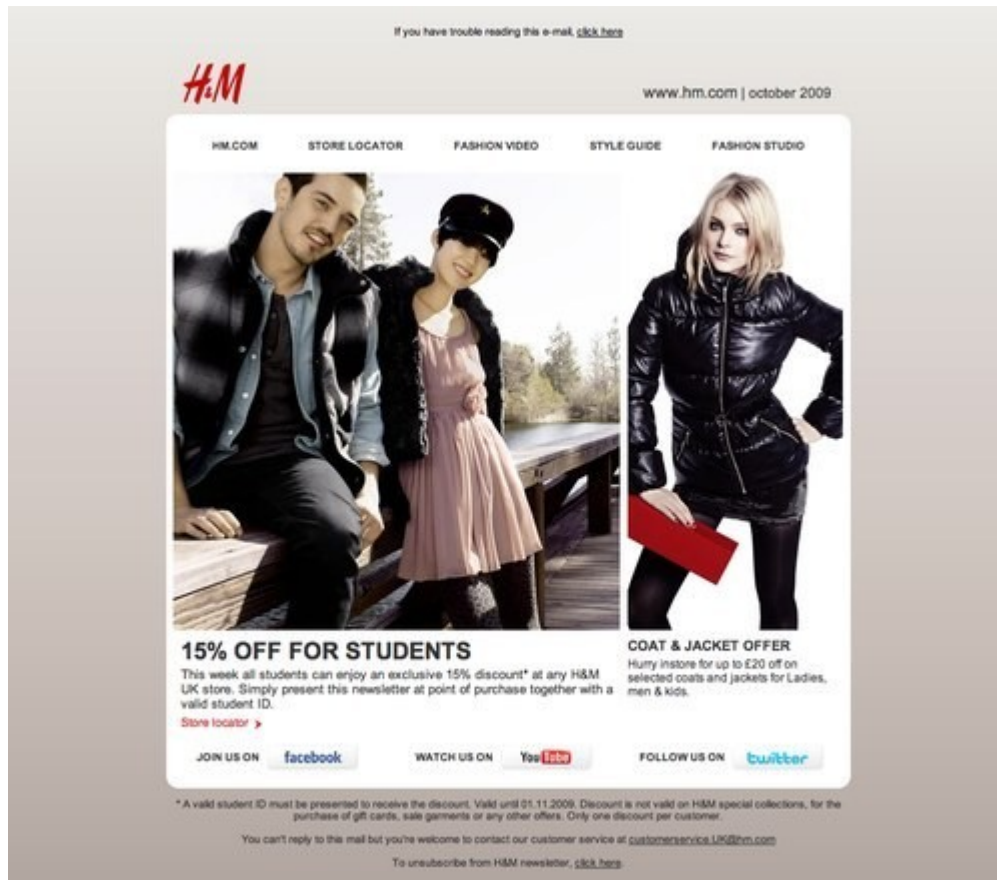 If you have trouble reading this e-mail, click here
H&M
www.hm.com | october 2009
HM.COM STORE LOCATOR FASHION VIDEO STYLE GUIDE FASHION STUDIO
15% OFF FOR STUDENTS
This week all students can enjoy an exclusive 15% discount* at any H&M
UK store. Simply present this newsletter at point of purchase together with a
valid student ID.
Store locator
COAT & JACKET OFFER
Hurry instore for up to £20 off on
selected coats and jackets for Ladies,
men & kids.
JOIN US ON facebook WATCH US ON YouTube FOLLOW US ON twitter
* A valid student ID must be presented to receive the discount. Valid until 01.11.2009. Discount is not valid on H&M special collections, for the
purchase of gift cards, sale garments or any other offers. Only one discount per customer.
You can't reply to this mail but you're welcome to contact our customer service at customerservice.UK@hm.com
To unsubscribe from H&M newsletter, click here.